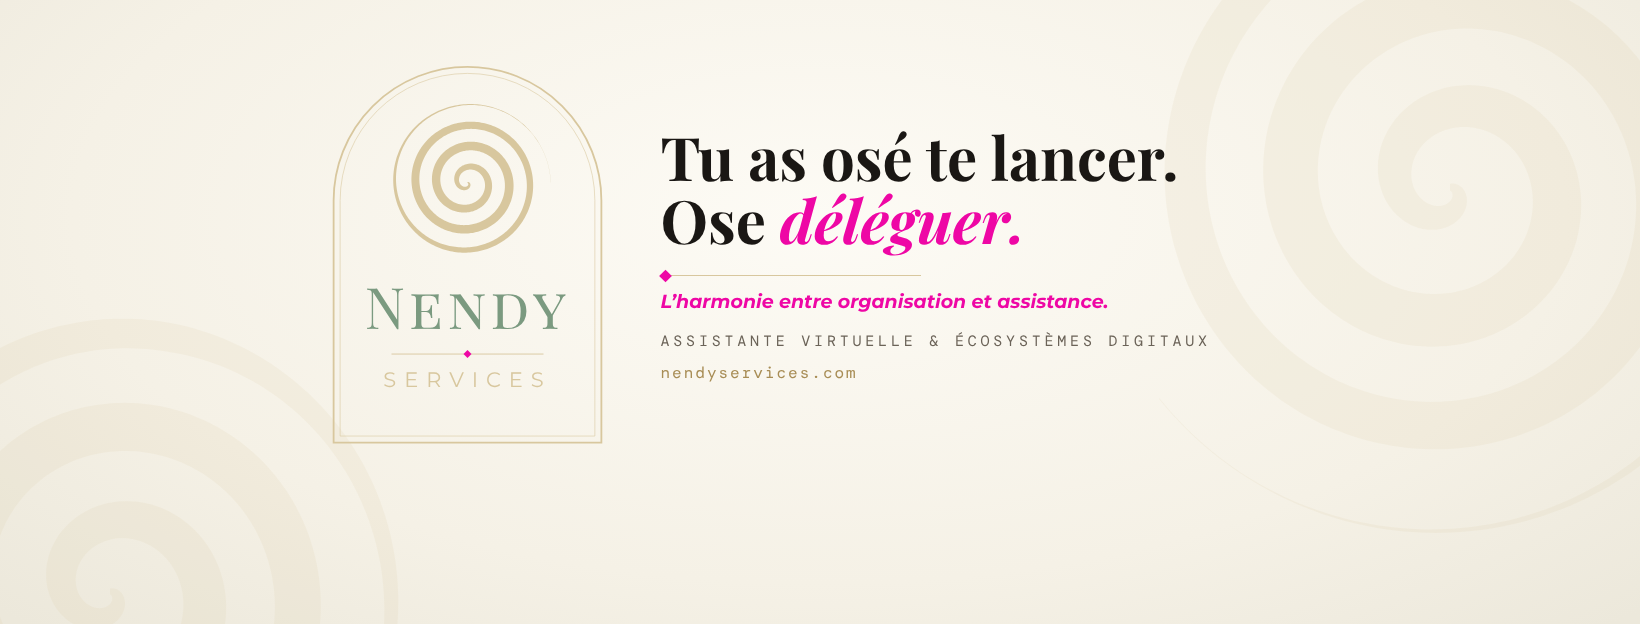 NENDY
SERVICES
Tu as osé te lancer.
Ose déléguer.
L’harmonie entre organisation et assistance.
ASSISTANTE VIRTUELLE & ÉCOSYSTÈMES DIGITAUX
nendyservices.com